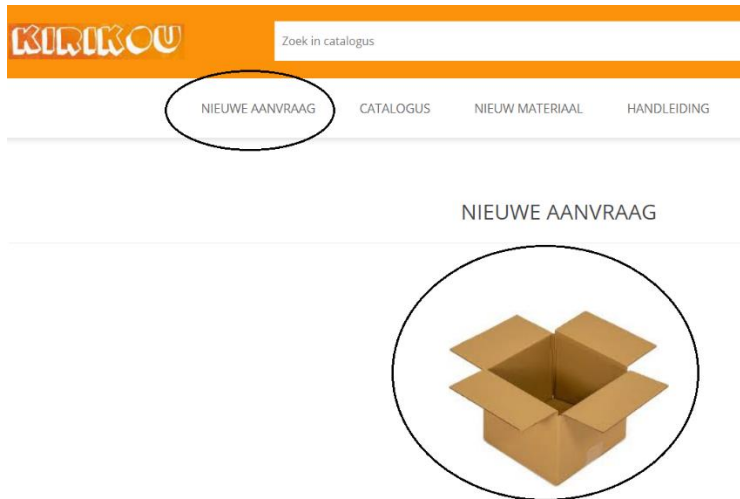 KIRIKOU
Zoek in catalogus
NIEUWE AANVRAAG CATALOGUS NIEUW MATERIAAL HANDLEIDING
NIEUWE AANVRAAG